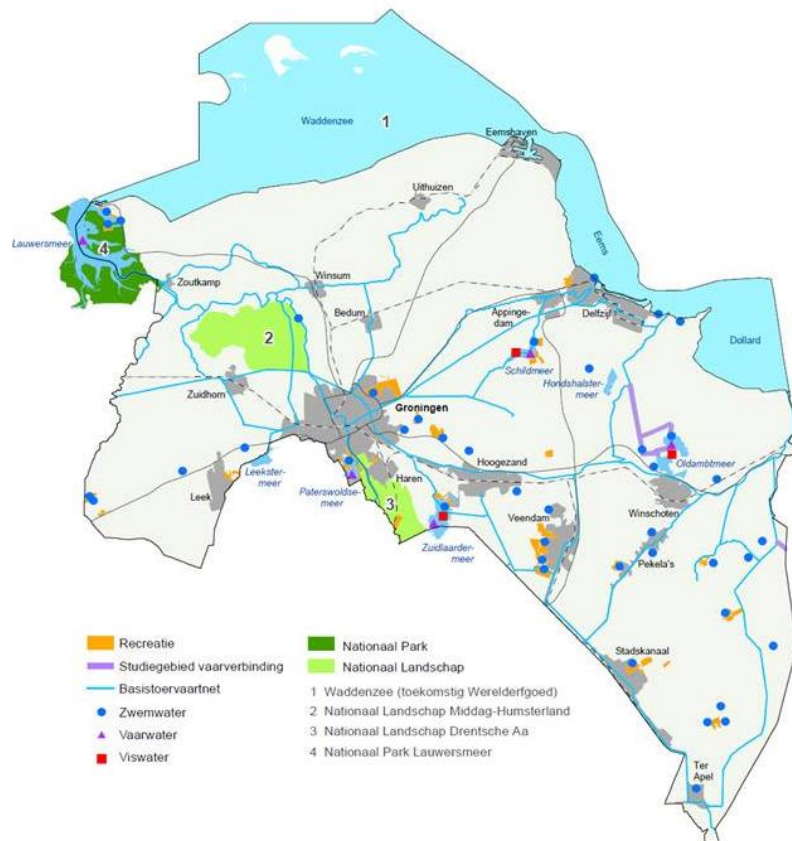 Waddenzee
1
Eemshaven
Uithuizen
Eems
Lauwersmeer
4
Zoutkamp
Winsum
Bedum
2
Appinge-
dam
Delfzijl
Dollard
Schildmeer
Hondshalster-
meer
Zuidhorn
Groningen
Oldambtmeer
Leekster-
meer
Leek
Hoogezand
Haren
Paterswoldse-
meer
3
Winschoten
Veendam
Zuidlaarder-
meer
Pekela's
Stadskanaal
Ter
Apel
Recreatie
Studiegebied vaarverbinding
Basistoervaartnet
Zwemwater
Vaarwater
Viswater
Nationaal Park
Nationaal Landschap
1 Waddenzee (toekomstig Werelderfgoed)
2 Nationaal Landschap Middag-Humsterland
3 Nationaal Landschap Drentsche Aa
4 Nationaal Park Lauwersmeer